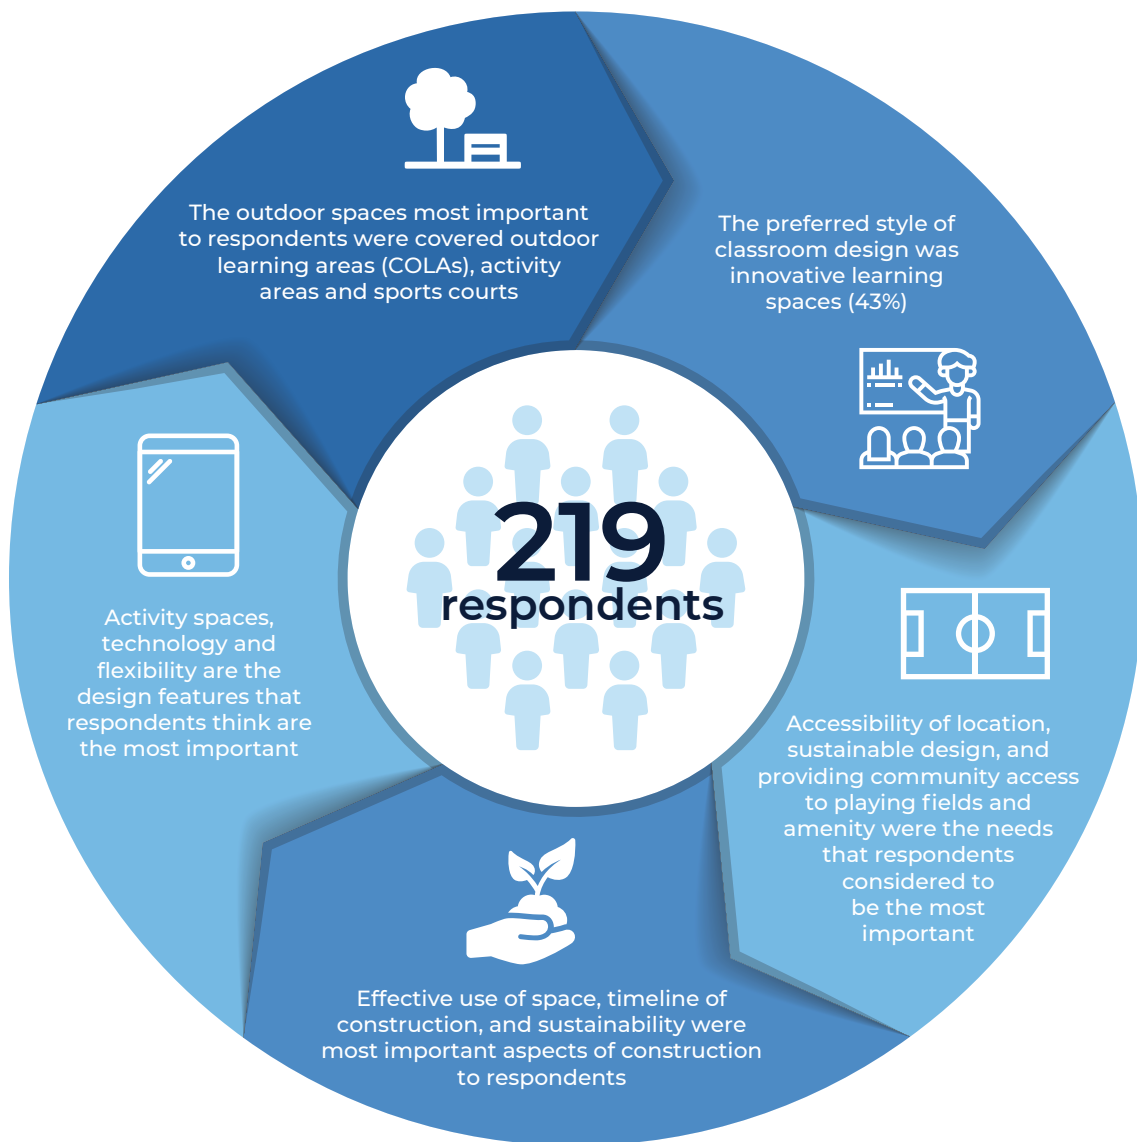 The outdoor spaces most important
to respondents were covered outdoor
learning areas (COLAs), activity
areas and sports courts
The preferred style of
classroom design was
innovative learning
spaces (43%)
219
respondents
Activity spaces,
technology and
flexibility are the
design features that
respondents think are
the most important
Accessibility of location,
sustainable design, and
providing community access
to playing fields and
amenity were the needs
that respondents
considered to
be the most
important
Effective use of space, timeline of
construction, and sustainability were
most important aspects of construction
to respondents